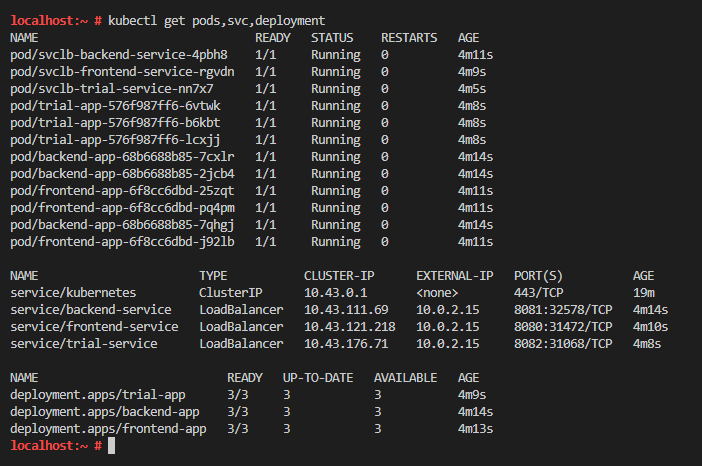 localhost:~ # kubectl get pods,svc,deployment
NAME READY STATUS RESTARTS AGE
pod/svclb-backend-service-4pbh8 1/1 Running 0 4m11s
pod/svclb-frontend-service-rgvdn 1/1 Running 0 4m9s
pod/svclb-trial-service-nn7x7 1/1 Running 0 4m5s
pod/trial-app-576f987ff6-6vtwk 1/1 Running 0 4m8s
pod/trial-app-576f987ff6-b6kbt 1/1 Running 0 4m8s
pod/trial-app-576f987ff6-lcxjj 1/1 Running 0 4m8s
pod/backend-app-68b6688b85-7cxlr 1/1 Running 0 4m14s
pod/backend-app-68b6688b85-2jcb4 1/1 Running 0 4m14s
pod/frontend-app-6f8cc6dbd-25zqt 1/1 Running 0 4m11s
pod/frontend-app-6f8cc6dbd-pq4pm 1/1 Running 0 4m11s
pod/backend-app-68b6688b85-7qhgj 1/1 Running 0 4m14s
pod/frontend-app-6f8cc6dbd-j92lb 1/1 Running 0 4m11s
NAME TYPE CLUSTER-IP EXTERNAL-IP PORT(S) AGE
service/kubernetes ClusterIP 10.43.0.1 <none> 443/TCP 19m
service/backend-service LoadBalancer 10.43.111.69 10.0.2.15 8081:32578/TCP 4m14s
service/frontend-service LoadBalancer 10.43.121.218 10.0.2.15 8080:31472/TCP 4m10s
service/trial-service LoadBalancer 10.43.176.71 10.0.2.15 8082:31068/TCP 4m8s
NAME READY UP-TO-DATE AVAILABLE AGE
deployment.apps/trial-app 3/3 3 3 4m9s
deployment.apps/backend-app 3/3 3 3 4m14s
deployment.apps/frontend-app 3/3 3 3 4m13s
localhost:~ #